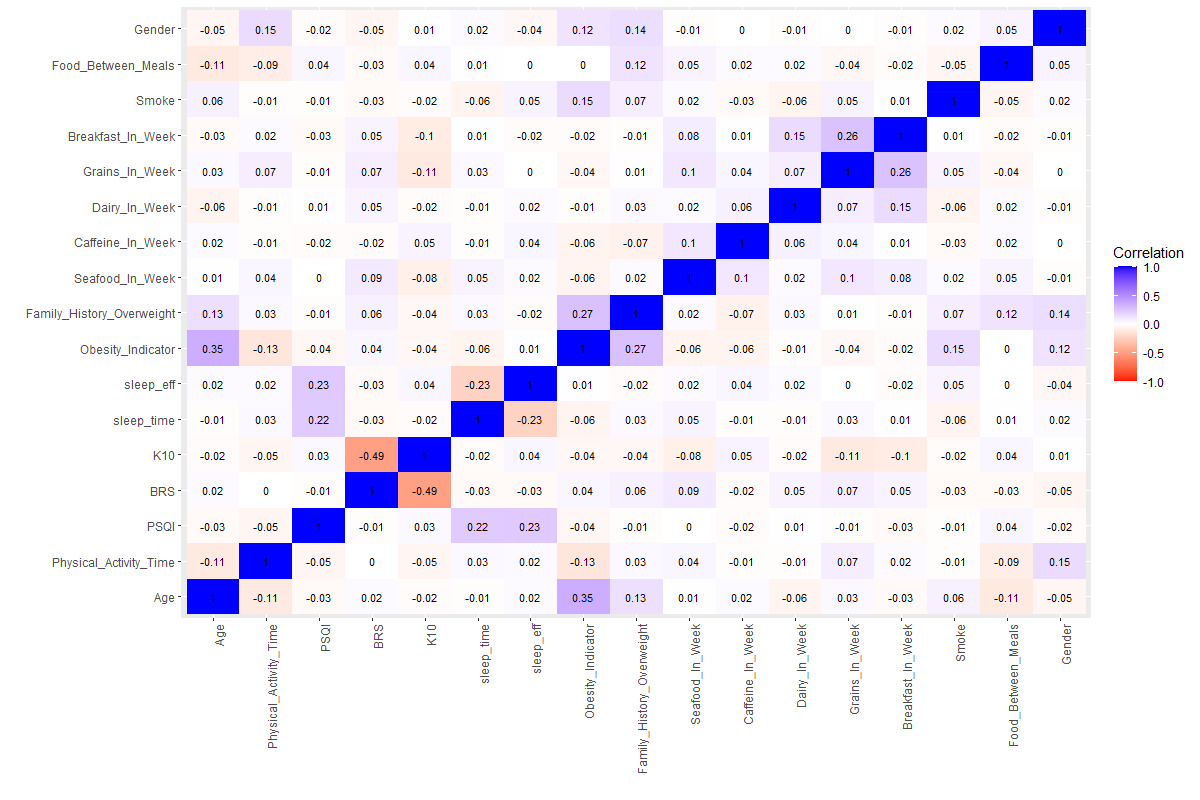 Gender -0.05 0.15 -0.02 -0.05 0.01 0.02 -0.04 0.12 0.14 -0.01 0 -0.01 0 -0.01 0.02 0.05 1
Food_Between_Meals -0.11 -0.09 0.04 -0.03 0.04 0.01 0 0 0.12 0.05 0.02 0.02 -0.04 -0.02 -0.05 1 0.05
Smoke 0.06 -0.01 -0.01 -0.03 -0.02 -0.06 0.05 0.15 0.07 0.02 -0.03 -0.06 0.05 0.01 1 -0.05 0.02
Breakfast_In_Week -0.03 0.02 -0.03 0.05 -0.1 0.01 -0.02 -0.02 -0.01 0.08 0.01 0.15 0.26 1 0.01 -0.02 -0.01
Grains_In_Week 0.03 0.07 -0.01 0.07 -0.11 0.03 0 -0.04 0.01 0.1 0.04 0.07 1 0.26 0.05 -0.04 0
Dairy_In_Week -0.06 -0.01 0.01 0.05 -0.02 -0.01 0.02 -0.01 0.03 0.02 0.06 1 0.07 0.15 -0.06 0.02 -0.01
Caffeine_In_Week 0.02 -0.01 -0.02 -0.02 0.05 -0.01 0.04 -0.06 -0.07 0.1 1 0.06 0.04 0.01 -0.03 0.02 0
Seafood_In_Week 0.01 0.04 0 0.09 -0.08 0.05 0.02 -0.06 0.02 1 0.1 0.02 0.1 0.08 0.02 0.05 -0.01
Family_History_Overweight 0.13 0.03 -0.01 0.06 -0.04 0.03 -0.02 0.27 1 0.02 -0.07 0.03 0.01 -0.01 0.07 0.12 0.14
Obesity_Indicator 0.35 -0.13 -0.04 0.04 -0.04 -0.06 0.01 1 0.27 -0.06 -0.06 -0.01 -0.04 -0.02 0.15 0 0.12
sleep_eff 0.02 0.02 0.23 -0.03 0.04 -0.23 1 0.01 -0.02 0.02 0.04 0.02 0 -0.02 0.05 0 -0.04
sleep_time -0.01 0.03 0.22 -0.03 -0.02 1 -0.23 -0.06 0.03 0.05 -0.01 -0.01 0.03 0.01 -0.06 0.01 0.02
K10 -0.02 -0.05 0.03 -0.49 1 -0.02 0.04 -0.04 -0.04 -0.08 0.05 -0.02 -0.11 -0.1 -0.02 0.04 0.01
BRS 0.02 0 -0.01 1 -0.49 -0.03 -0.03 0.04 0.06 0.09 -0.02 0.05 0.07 0.05 -0.03 -0.03 -0.05
PSQI -0.03 -0.05 1 -0.01 0.03 0.22 0.23 -0.04 -0.01 0 -0.02 0.01 -0.01 -0.03 -0.01 0.04 -0.02
Physical_Activity_Time -0.11 1 -0.05 0 -0.05 0.03 0.02 -0.13 0.03 0.04 -0.01 -0.01 0.07 0.02 -0.01 -0.09 0.15
Age 1 -0.11 -0.03 0.02 -0.02 -0.01 0.02 0.35 0.13 0.01 0.02 -0.06 0.03 -0.03 0.06 -0.11 -0.05
Age
Physical_Activity_Time
PSQI
BRS
K10
sleep_time
sleep_eff
Obesity_Indicator
Family_History_Overweight
Seafood_In_Week
Caffeine_In_Week
Dairy_In_Week
Grains_In_Week
Breakfast_In_Week
Smoke
Food_Between_Meals
Gender
Correlation
1.0
0.5
0.0
-0.5
-1.0